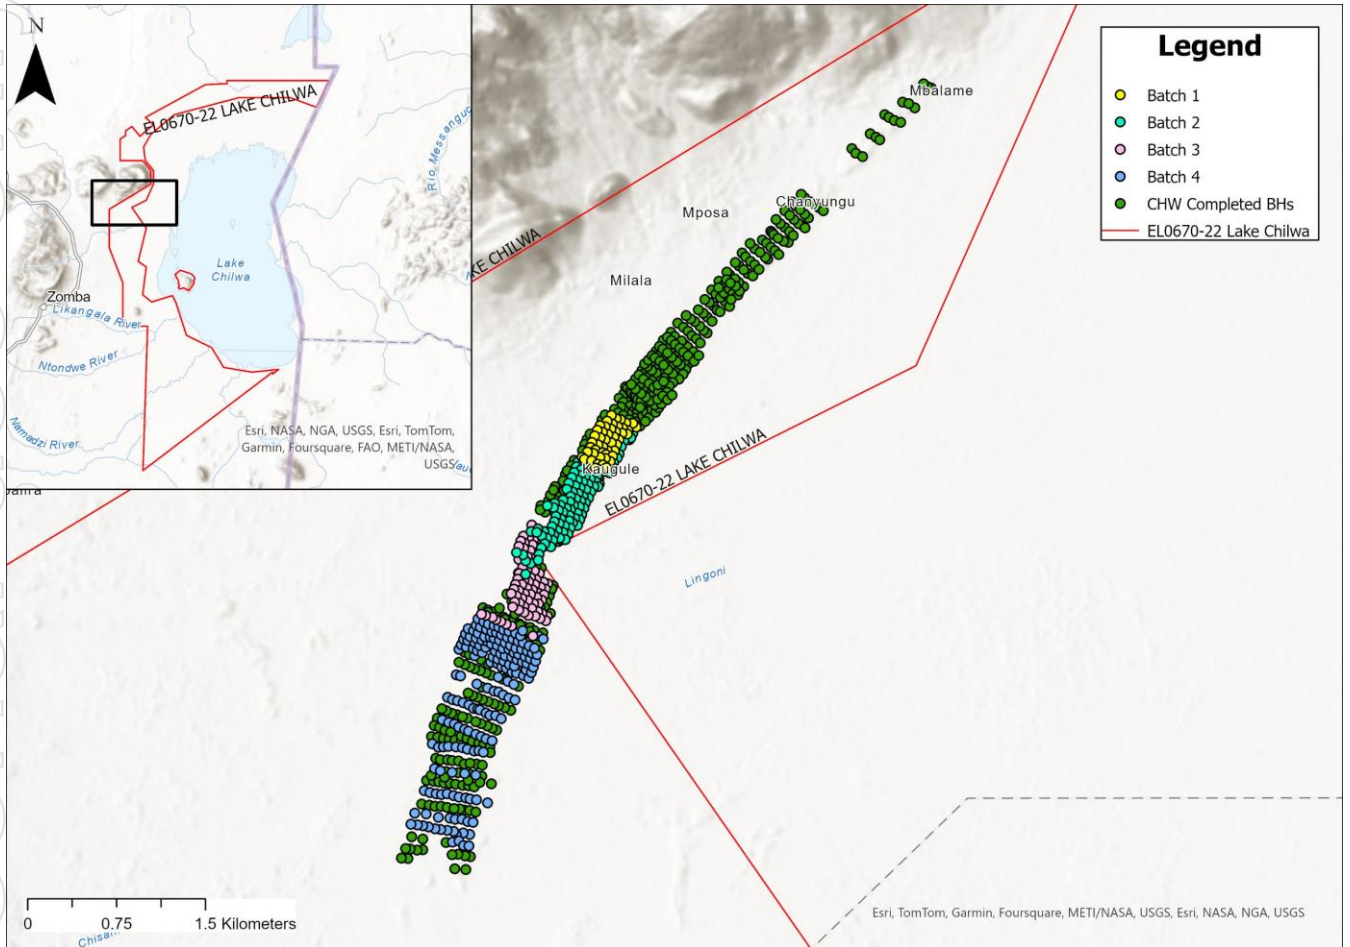 N
EL0670-22 LAKE CHILWA
Rio Messangu
Lake
Chilwa
Zomba
Likangala River
Ntondwe River
Namadzi River
Esri, NASA, NGA, USGS, Esri, TomTom,
Garmin, Foursquare, FAO, METI/NASA,
USGS
Legend
Batch 1
Batch 2
Batch 3
Batch 4
CHW Completed BHs
EL0670-22 Lake Chilwa
Mbalame
Chanyungu
Mposa
KE CHILWA
Milala
Kaugule
EL0670-22 LAKE CHILWA
Lingoni
0 0.75 1.5 Kilometers
Esri, TomTom, Garmin, Foursquare, METI/NASA, USGS, Esri, NASA, NGA, USGS